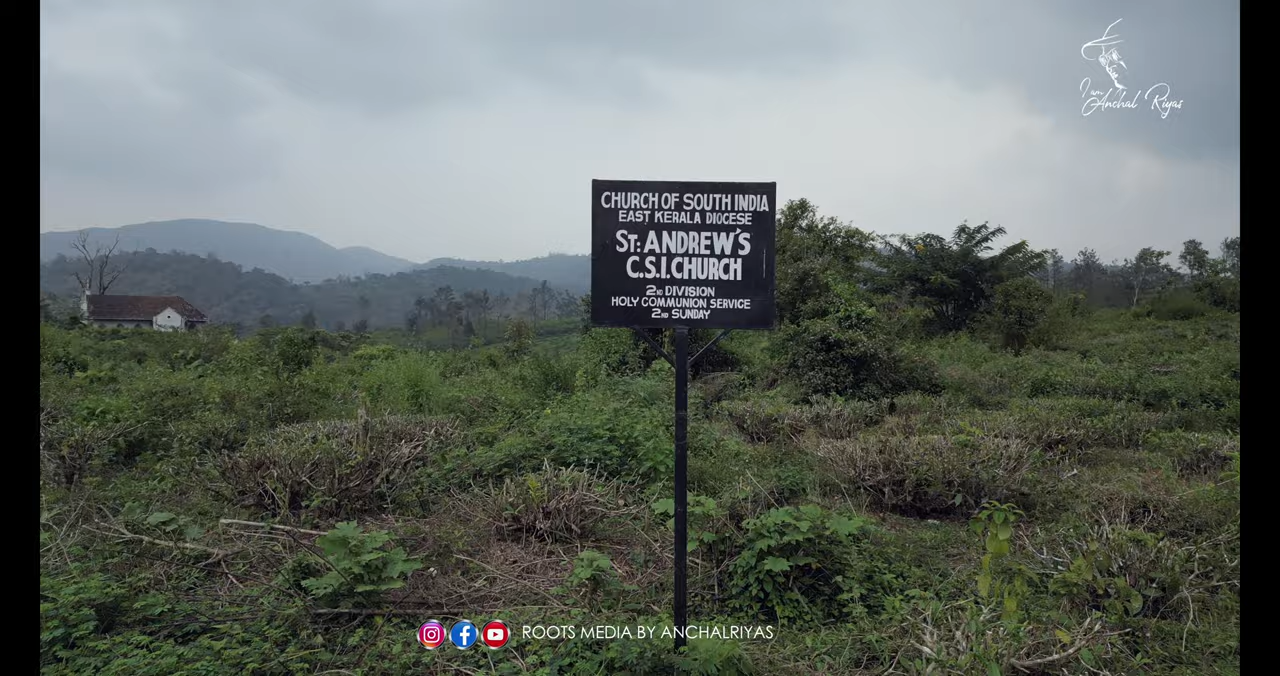 I am
Anchal Riyas
CHURCH OF SOUTH INDIA
EAST KERALA DIOCESE
ST: ANDREW'S
C.S.I. CHURCH
2ND DIVISION
HOLY COMMUNION SERVICE
2ND SUNDAY
ROOTS MEDIA BY ANCHALRIYAS